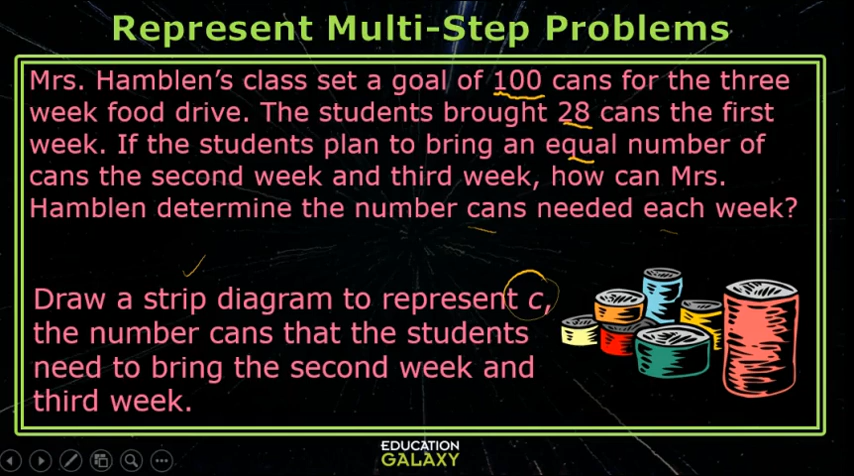 Represent Multi-Step Problems
Mrs. Hamblen's class set a goal of 100 cans for the three
week food drive. The students brought 28 cans the first
week. If the students plan to bring an equal number of
cans the second week and third week, how can Mrs.
Hamblen determine the number cans needed each week?
Draw a strip diagram to represent c,
the number cans that the students
need to bring the second week and
third week.
EDUCATION
GALAXY